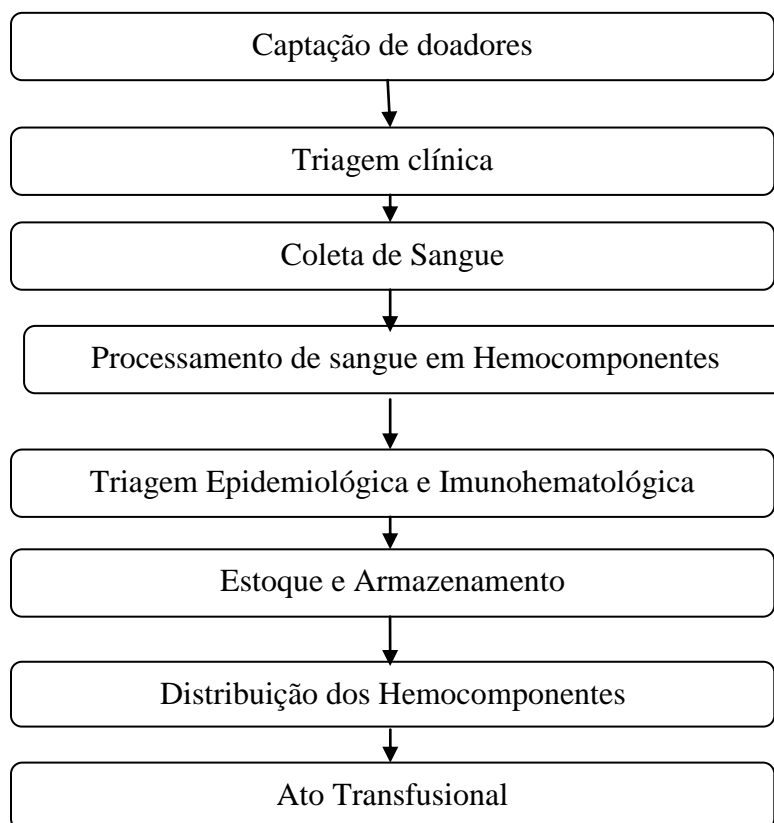 Captação de doadores
Triagem clínica
Coleta de Sangue
Processamento de sangue em Hemocomponentes
Triagem Epidemiológica e Imunohematológica
Estoque e Armazenamento
Distribuição dos Hemocomponentes
Ato Transfusional